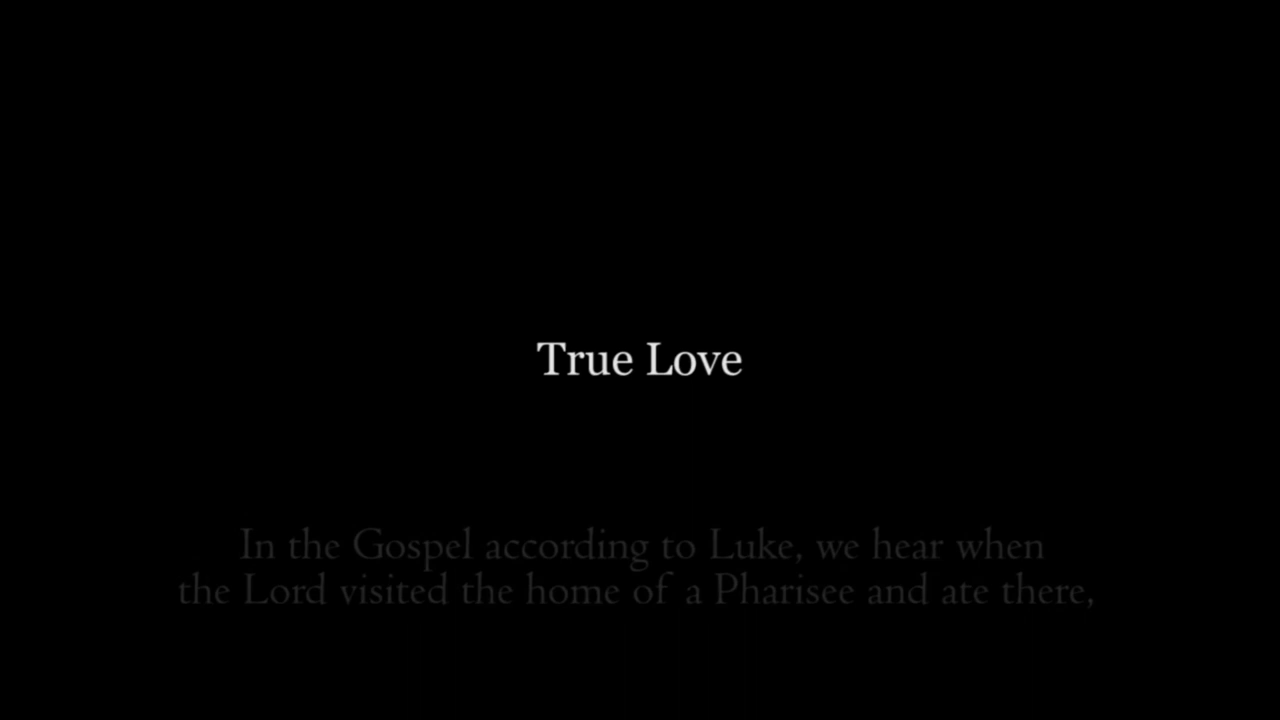 True Love
In the Gospel according to Luke, we hear when
the Lord visited the home of a Pharisee and ate there,